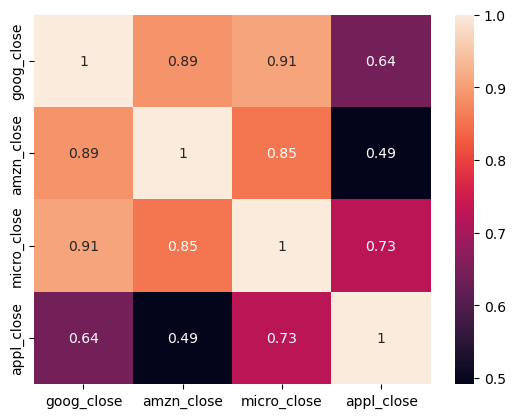 goog_close 1 0.89 0.91 0.64
amzn_close 0.89 1 0.85 0.49
micro_close 0.91 0.85 1 0.73
appl_close 0.64 0.49 0.73 1
goog_close amzn_close micro_close appl_close
1.0
0.9
0.8
0.7
0.6
0.5